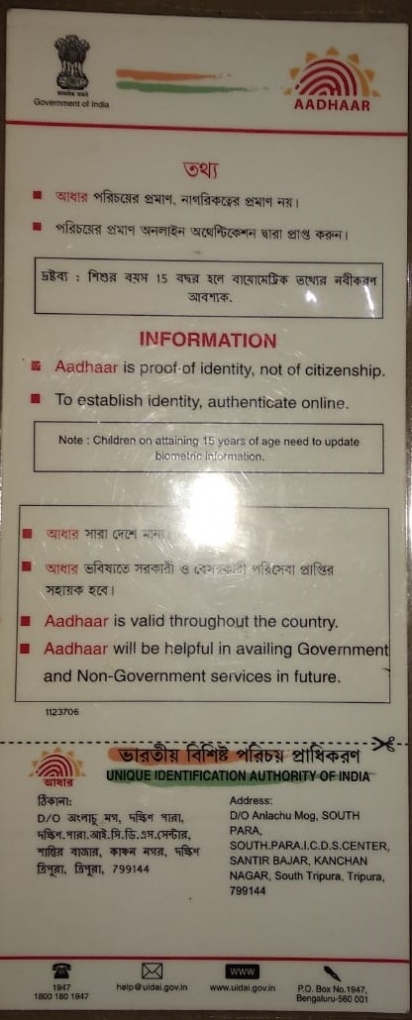 Government of India
AADHAAR
তথ্য
আধার পরিচয়ের প্রমাণ, নাগরিকত্বের প্রমাণ নয়।
পরিচয়ের প্রমাণ অনলাইন অথেন্টিকেশন দ্বারা প্রাপ্ত করুন।
দ্রষ্টব্য : শিশুর বয়স 15 বছর হলে বায়োমেট্রিক তথ্যের নবীকরণ
আবশ্যক.
INFORMATION
Aadhaar is proof of identity, not of citizenship.
To establish identity, authenticate online.
Note : Children on attaining 15 years of age need to update
biometric information.
আধার সারা দেশে মান্য।
আধার ভবিষ্যতে সরকারী ও বেসরকারী পরিসেবা প্রাপ্তির
সহায়ক হবে।
Aadhaar is valid throughout the country.
Aadhaar will be helpful in availing Government
and Non-Government services in future.
1123706
ভারতীয় বিশিষ্ট পরিচয় প্রাধিকরণ
আধার
UNIQUE IDENTIFICATION AUTHORITY OF INDIA
ঠিকানা:
D/O অংলাচু মগ, দক্ষিণ পারা,
দক্ষিণ.পারা.আই.সি.ডি.এস.সেন্টার,
শান্তির বাজার, কাঞ্চন নগর, দক্ষিণ
ত্রিপুরা, ত্রিপুরা, 799144
Address:
D/O Anlachu Mog, SOUTH
PARA,
SOUTH.PARA.I.C.D.S.CENTER,
SANTIR BAJAR, KANCHAN
NAGAR, South Tripura, Tripura,
799144
1947
1800 180 1947
help@uidai.gov.in
WWW
www.uidai.gov.in
P.O. Box No.1947,
Bengaluru-560 001